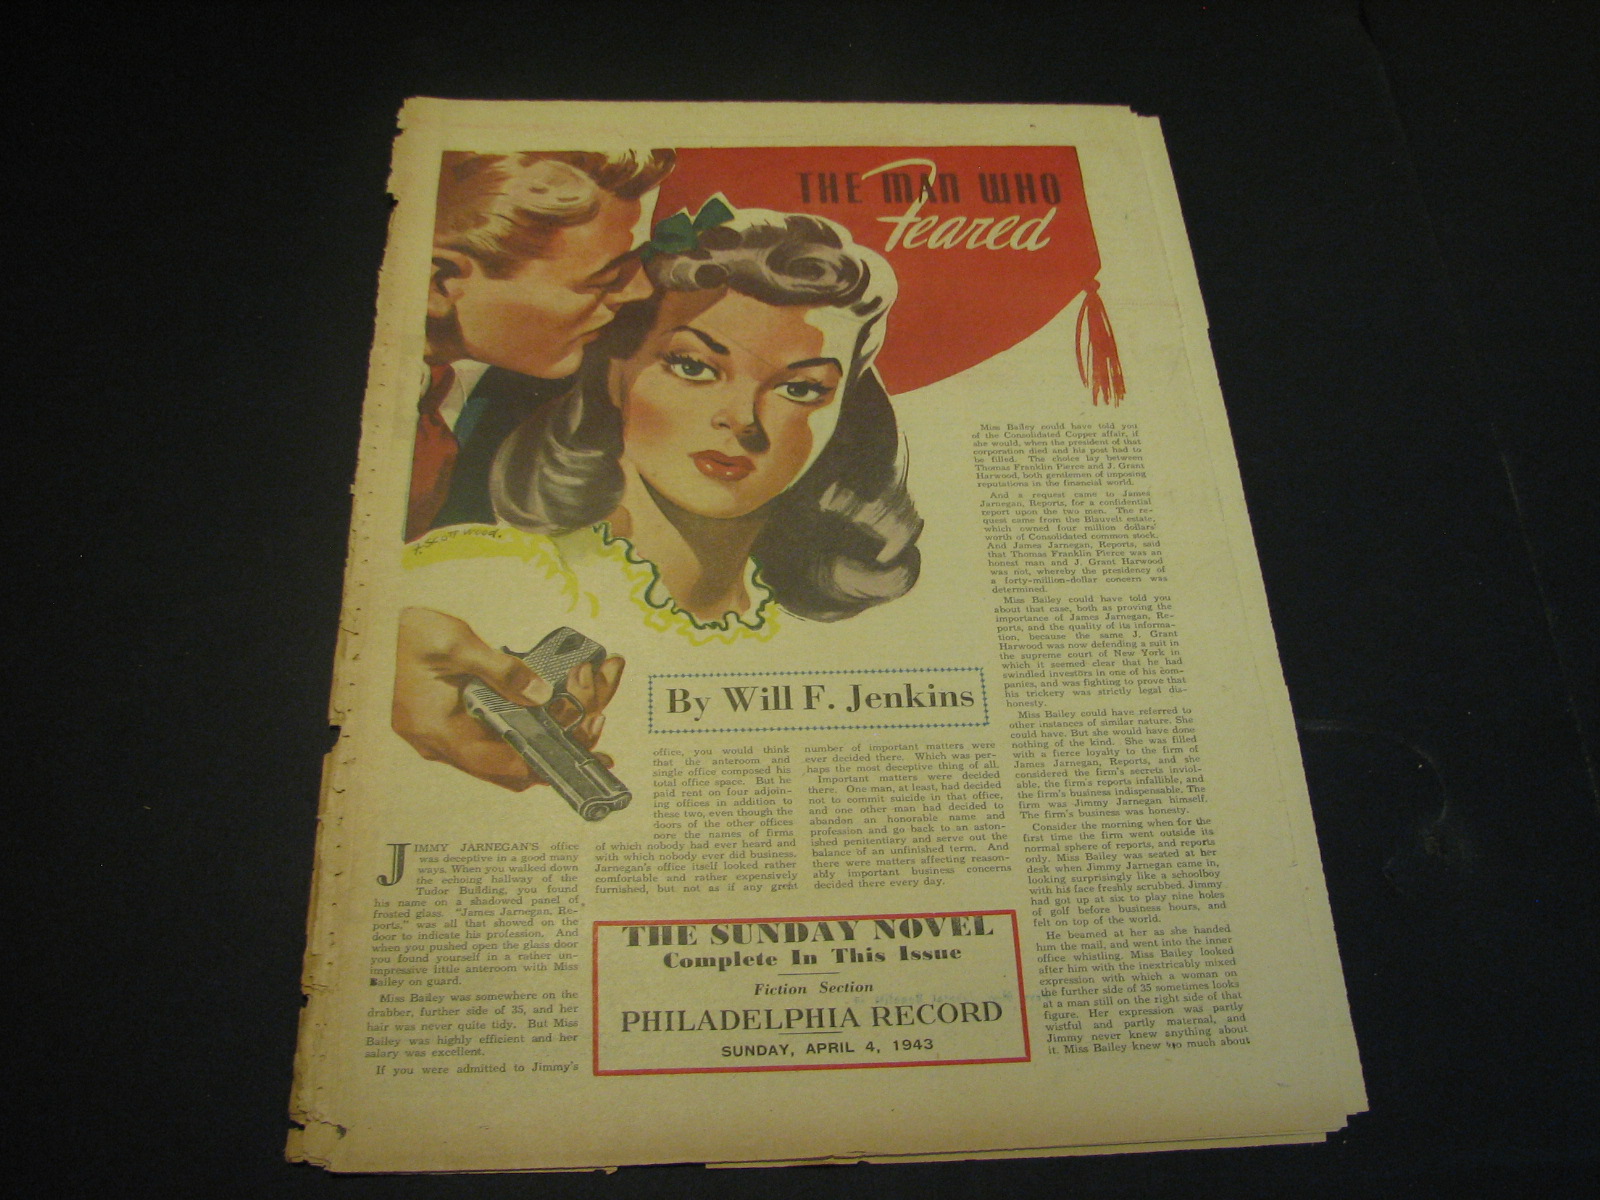 THE MAN WHO
feared
F. Scott Wood.
By Will F. Jenkins
JIMMY JARNEGAN'S office
was deceptive in a good many
ways. When you walked down
the echoing hallway of the
Tudor Building, you found
his name on a shadowed panel of
frosted glass. "James Jarnegan, Re-
ports," was all that showed on the
door to indicate his profession. And
when you pushed open the glass door
you found yourself in a rather un-
impressive little anteroom with Miss
Bailey on guard.
Miss Bailey was somewhere on the
drabber, further side of 35, and her
hair was never quite tidy. But Miss
Bailey was highly efficient and her
salary was excellent.
If you were admitted to Jimmy's
office, you would think
that the anteroom and
single office composed his
total office space. But he
paid rent on four adjoin-
ing offices in addition to
these two, even though the
doors of the other offices
bore the names of firms
of which nobody had ever heard and
with which nobody ever did business.
Jarnegan's office itself looked rather
comfortable and rather expensively
furnished, but not as if any great
number of important matters were
ever decided there. Which was per-
haps the most deceptive thing of all.
Important matters were decided
there. One man, at least, had decided
not to commit suicide in that office,
and one other man had decided to
abandon an honorable name and
profession and go back to an aston-
ished penitentiary and serve out the
balance of an unfinished term. And
there were matters affecting reason-
ably important business concerns
decided there every day.
Miss Bailey could have told you
of the Consolidated Copper affair, if
she would, when the president of that
corporation died and his post had to
be filled. The choice lay between
Thomas Franklin Pierce and J. Grant
Harwood, both gentlemen of imposing
reputations in the financial world.
And a request came to James
Jarnegan, Reports, for a confidential
report upon the two men. The re-
quest came from the Blauvelt estate,
which owned four million dollars'
worth of Consolidated common stock.
And James Jarnegan, Reports, said
that Thomas Franklin Pierce was an
honest man and J. Grant Harwood
was not, whereby the presidency of
a forty-million-dollar concern was
determined.
Miss Bailey could have told you
about that case, both as proving the
importance of James Jarnegan, Re-
ports, and the quality of its informa-
tion, because the same J. Grant
Harwood was now defending a suit in
the supreme court of New York in
which it seemed clear that he had
swindled investors in one of his com-
panies, and was fighting to prove that
his trickery was strictly legal dis-
honesty.
Miss Bailey could have referred to
other instances of similar nature. She
could have. But she would have done
nothing of the kind. She was filled
with a fierce loyalty to the firm of
James Jarnegan, Reports, and she
considered the firm's secrets inviol-
able, the firm's reports infallible, and
the firm's business indispensable. The
firm was Jimmy Jarnegan himself.
The firm's business was honesty.
Consider the morning when for the
first time the firm went outside its
normal sphere of reports, and reports
only. Miss Bailey was seated at her
desk when Jimmy Jarnegan came in,
looking surprisingly like a schoolboy
with his face freshly scrubbed. Jimmy
had got up at six to play nine holes
of golf before business hours, and
felt on top of the world.
He beamed at her as she handed
him the mail, and went into the inner
office whistling. Miss Bailey looked
after him with the inextricably mixed
expression with which a woman on
the further side of 35 sometimes looks
at a man still on the right side of that
figure. Her expression was partly
wistful and partly maternal, and
Jimmy never knew anything about
it. Miss Bailey knew too much about
THE SUNDAY NOVEL
Complete In This Issue
Fiction Section
PHILADELPHIA RECORD
SUNDAY, APRIL 4, 1943